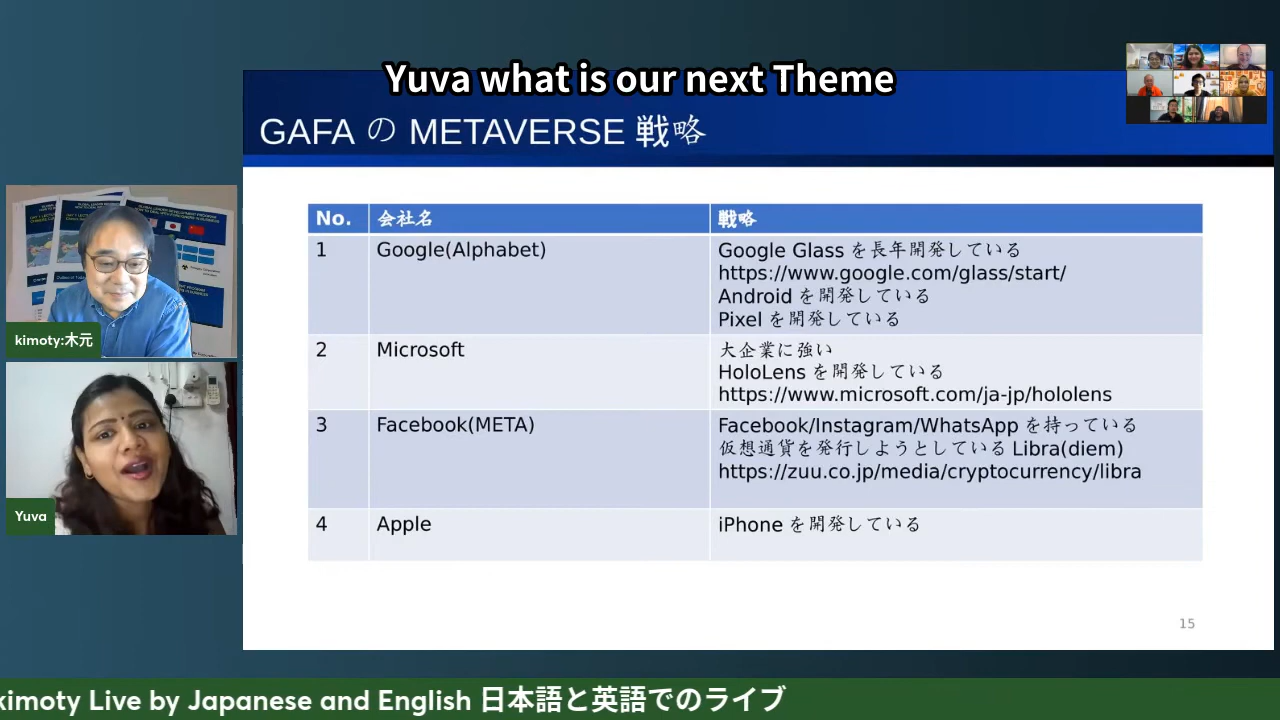 Yuva what is our next Theme
GAFA の METAVERSE 戦略
No. 会社名 戦略
1 Google(Alphabet) Google Glass を長年開発している
https://www.google.com/glass/start/
Android を開発している
Pixel を開発している
2 Microsoft 大企業に強い
HoloLens を開発している
https://www.microsoft.com/ja-jp/hololens
3 Facebook(META) Facebook/Instagram/WhatsApp を持っている
仮想通貨を発行しようとしている Libra(diem)
https://zuu.co.jp/media/cryptocurrency/libra
4 Apple iPhone を開発している
15
kimoty:木元
Yuva
kimoty Live by Japanese and English 日本語と英語でのライブ